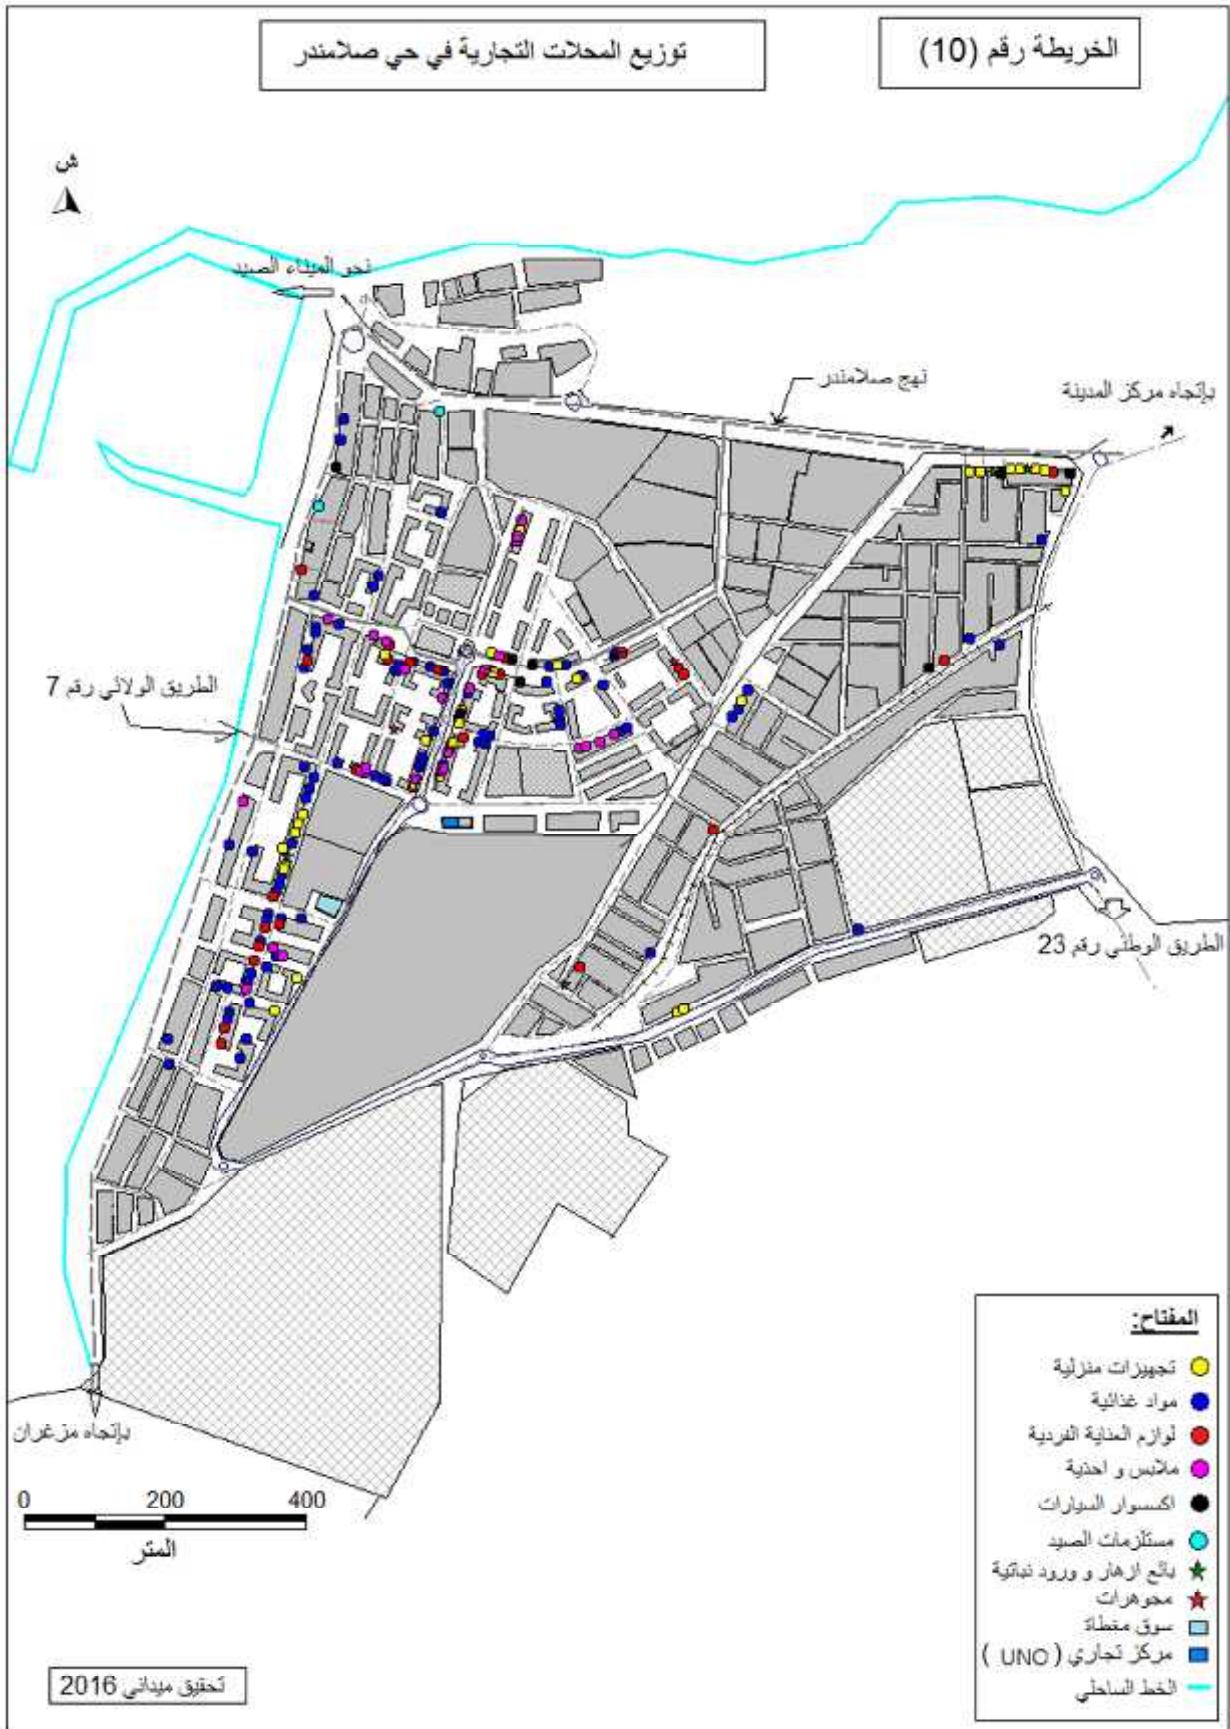 الخريطة رقم (10)
توزيع المحلات التجارية في حي صلامندر
ش
نحو الميناء الصيد
نهج صلامندر
بإتجاه مركز المدينة
الطريق الولائي رقم 7
الطريق الوطني رقم 23
بإتجاه مزغران
0 200 400
المتر
المفتاح:
تجهيزات منزلية
مواد غذائية
لوازم العناية الفردية
ملابس و احذية
اكسسوار السيارات
مستلزمات الصيد
بائع ازهار و ورود نباتية
مجوهرات
سوق مغطاة
مركز تجاري ( UNO )
الخط الساحلي
تحقيق ميداني 2016